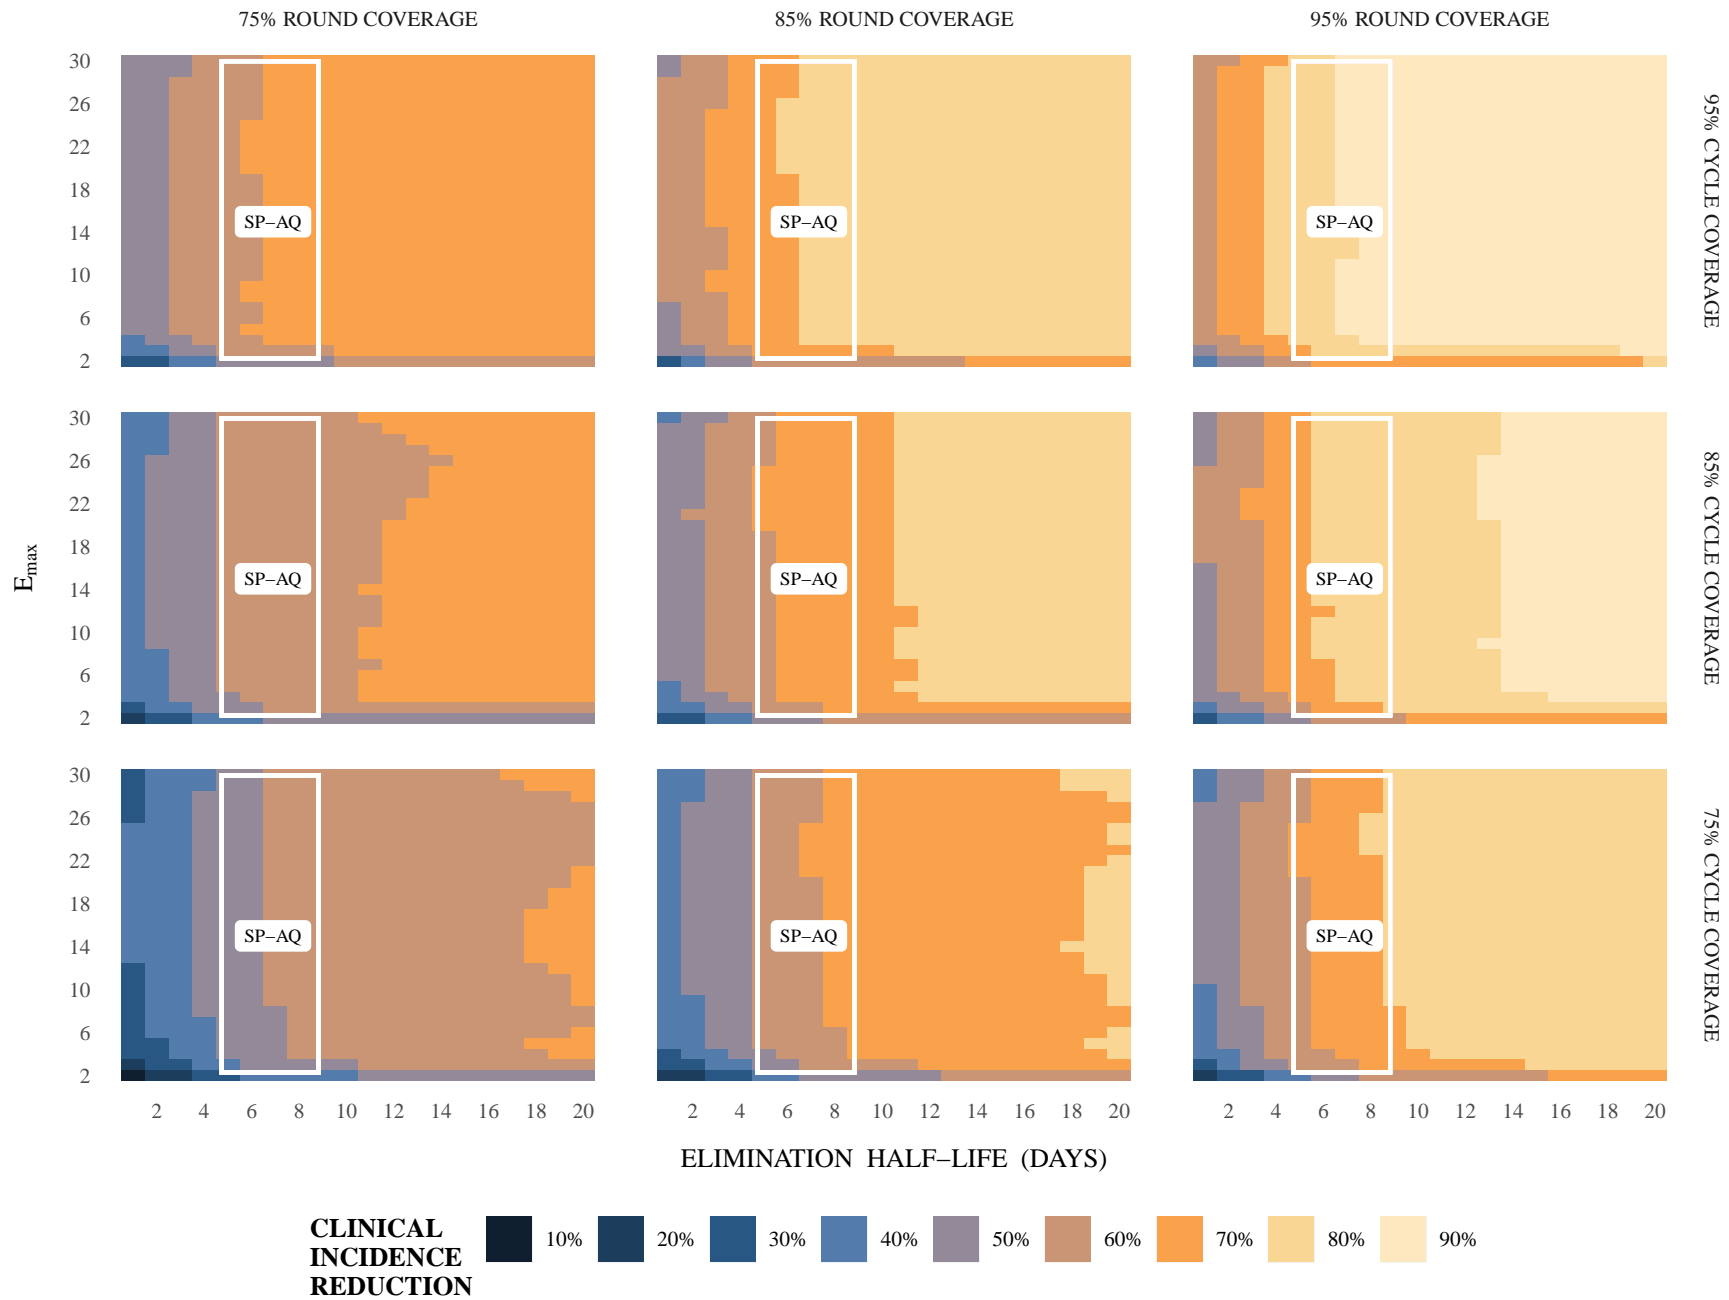 75% ROUND COVERAGE 85% ROUND COVERAGE 95% ROUND COVERAGE
30
26
22
18
14
10
6
2
SP–AQ SP–AQ SP–AQ
95% CYCLE COVERAGE
30
26
22
18
14
10
6
2
SP–AQ SP–AQ SP–AQ
85% CYCLE COVERAGE
Emax
30
26
22
18
14
10
6
2
SP–AQ SP–AQ SP–AQ
75% CYCLE COVERAGE
2 4 6 8 10 12 14 16 18 20 2 4 6 8 10 12 14 16 18 20 2 4 6 8 10 12 14 16 18 20
ELIMINATION HALF–LIFE (DAYS)
CLINICAL
INCIDENCE
REDUCTION
10% 20% 30% 40% 50% 60% 70% 80% 90%